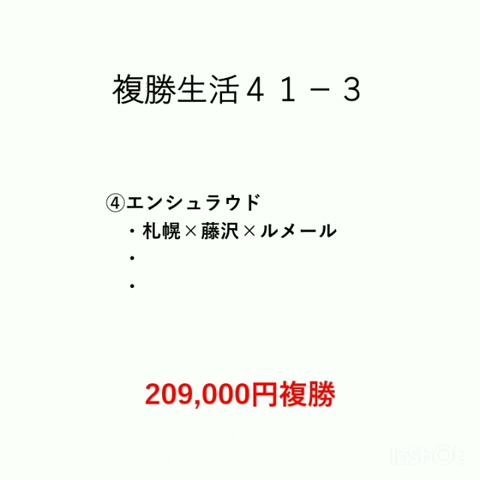 複勝生活４１－３
④エンシュラウド
・札幌×藤沢×ルメール
・
・
209,000円複勝
InShOt